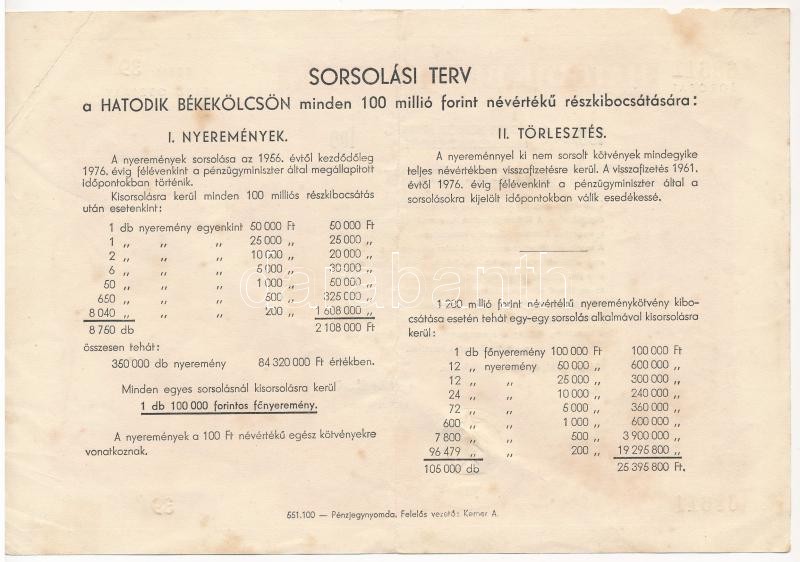 SORSOLÁSI TERV
a HATODIK BÉKEKÖLCSÖN minden 100 millió forint névértékű részkibocsátására:
I. NYEREMÉNYEK.
A nyeremények sorsolása az 1956. évtől kezdődőleg
1976. évig félévenkint a pénzügyminiszter által megállapított
időpontokban történik.
Kisorsolásra kerül minden 100 milliós részkibocsátás
után esetenkint:
1 db nyeremény egyenkint 50 000 Ft 50 000 Ft
1 „ „ „ 25 000 „ 25 000 „
2 „ „ „ 10 000 „ 20 000 „
6 „ „ „ 5 000 „ 30 000 „
50 „ „ „ 1 000 „ 50 000 „
650 „ „ „ 500 „ 325 000 „
8 040 „ „ „ 200 „ 1 608 000 „
8 750 db 2 108 000 Ft
összesen tehát:
350 000 db nyeremény 84 320 000 Ft értékben.
Minden egyes sorsolásnál kisorsolásra kerül
1 db 100 000 forintos főnyeremény.
A nyeremények a 100 Ft névértékű egész kötvényekre
vonatkoznak.
II. TÖRLESZTÉS.
A nyereménnyel ki nem sorsolt kötvények mindegyike
teljes névértékben visszafizetésre kerül. A visszafizetés 1961.
évtől 1976. évig félévenkint a pénzügyminiszter által a
sorsolásokra kijelölt időpontokban válik esedékessé.
1 200 millió forint névértékű nyereménykötvény kibo-
csátása esetén tehát egy-egy sorsolás alkalmával kisorsolásra
kerül:
1 db főnyeremény 100 000 Ft 100 000 Ft
12 „ nyeremény 50 000 „ 600 000 „
12 „ „ 25 000 „ 300 000 „
24 „ „ 10 000 „ 240 000 „
72 „ „ 5 000 „ 360 000 „
600 „ „ 1 000 „ 600 000 „
7 800 „ „ 500 „ 3 900 000 „
96 479 „ „ 200 „ 19 295 800 „
105 000 db 25 395 800 Ft.
551.100 — Pénzjegynyomda. Felelős vezető: Kerner A.
darabanth